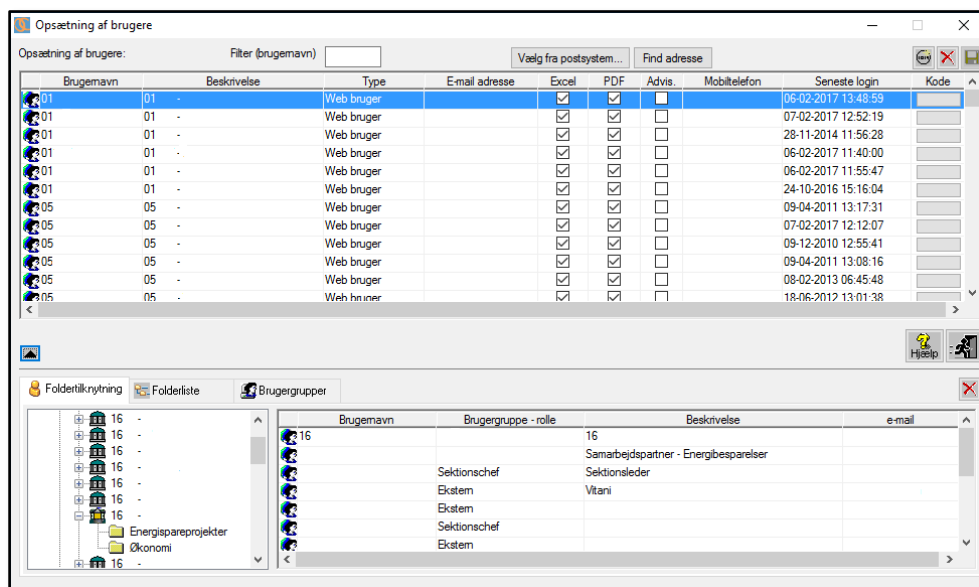 Opsætning af brugere
Opsætning af brugere: Filter (brugernavn) Vælg fra postsystem... Find adresse
Brugernavn Beskrivelse Type E-mail adresse Excel PDF Advis. Mobiltelefon Seneste login Kode
01 01 - Web bruger 06-02-2017 13:48:59
01 01 - Web bruger 07-02-2017 12:52:19
01 01 - Web bruger 28-11-2014 11:56:28
01 01 - Web bruger 06-02-2017 11:40:00
01 01 - Web bruger 06-02-2017 11:55:47
01 01 - Web bruger 24-10-2016 15:16:04
05 05 - Web bruger 09-04-2011 13:17:31
05 05 - Web bruger 07-02-2017 12:12:07
05 05 - Web bruger 09-12-2010 12:55:41
05 05 - Web bruger 09-04-2011 13:08:16
05 05 - Web bruger 08-02-2013 06:45:48
05 05 - Web bruger 18-06-2012 13:01:38
Hjælp
Foldertilknytning Folderliste Brugergrupper
16 -
16 -
16 -
16 -
16 -
16 -
16 -
Energispareprojekter
Økonomi
16 -
Brugernavn Brugergruppe - rolle Beskrivelse e-mail
16 16
Samarbejdspartner - Energibesparelser
Sektionschef Sektionsleder
Ekstern Vitani
Ekstern
Sektionschef
Ekstern